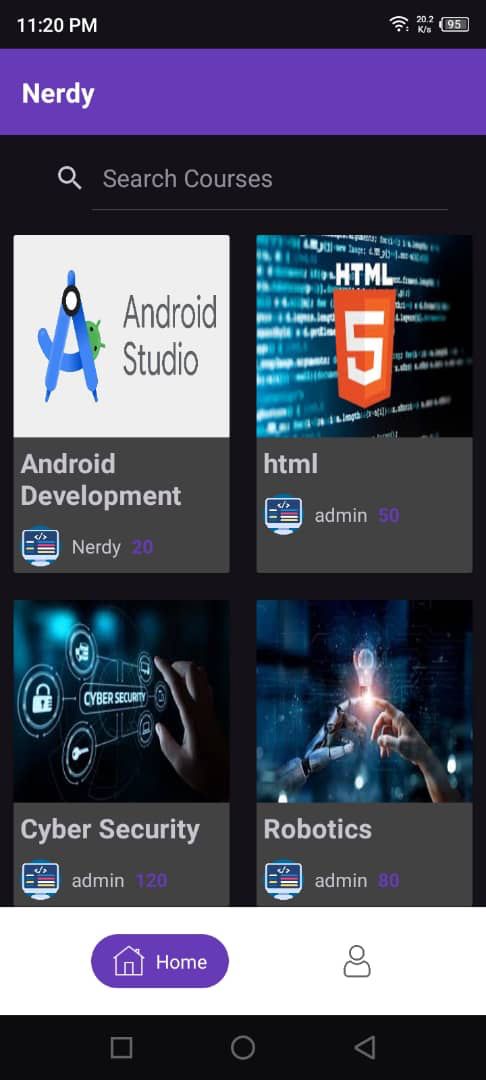 11:20 PM
20.2
K/s
95
Nerdy
Search Courses
Android
Studio
HTML
5
Android
Development
Nerdy 20
html
admin 50
CYBER SECURITY
Cyber Security
admin 120
Robotics
admin 80
Home